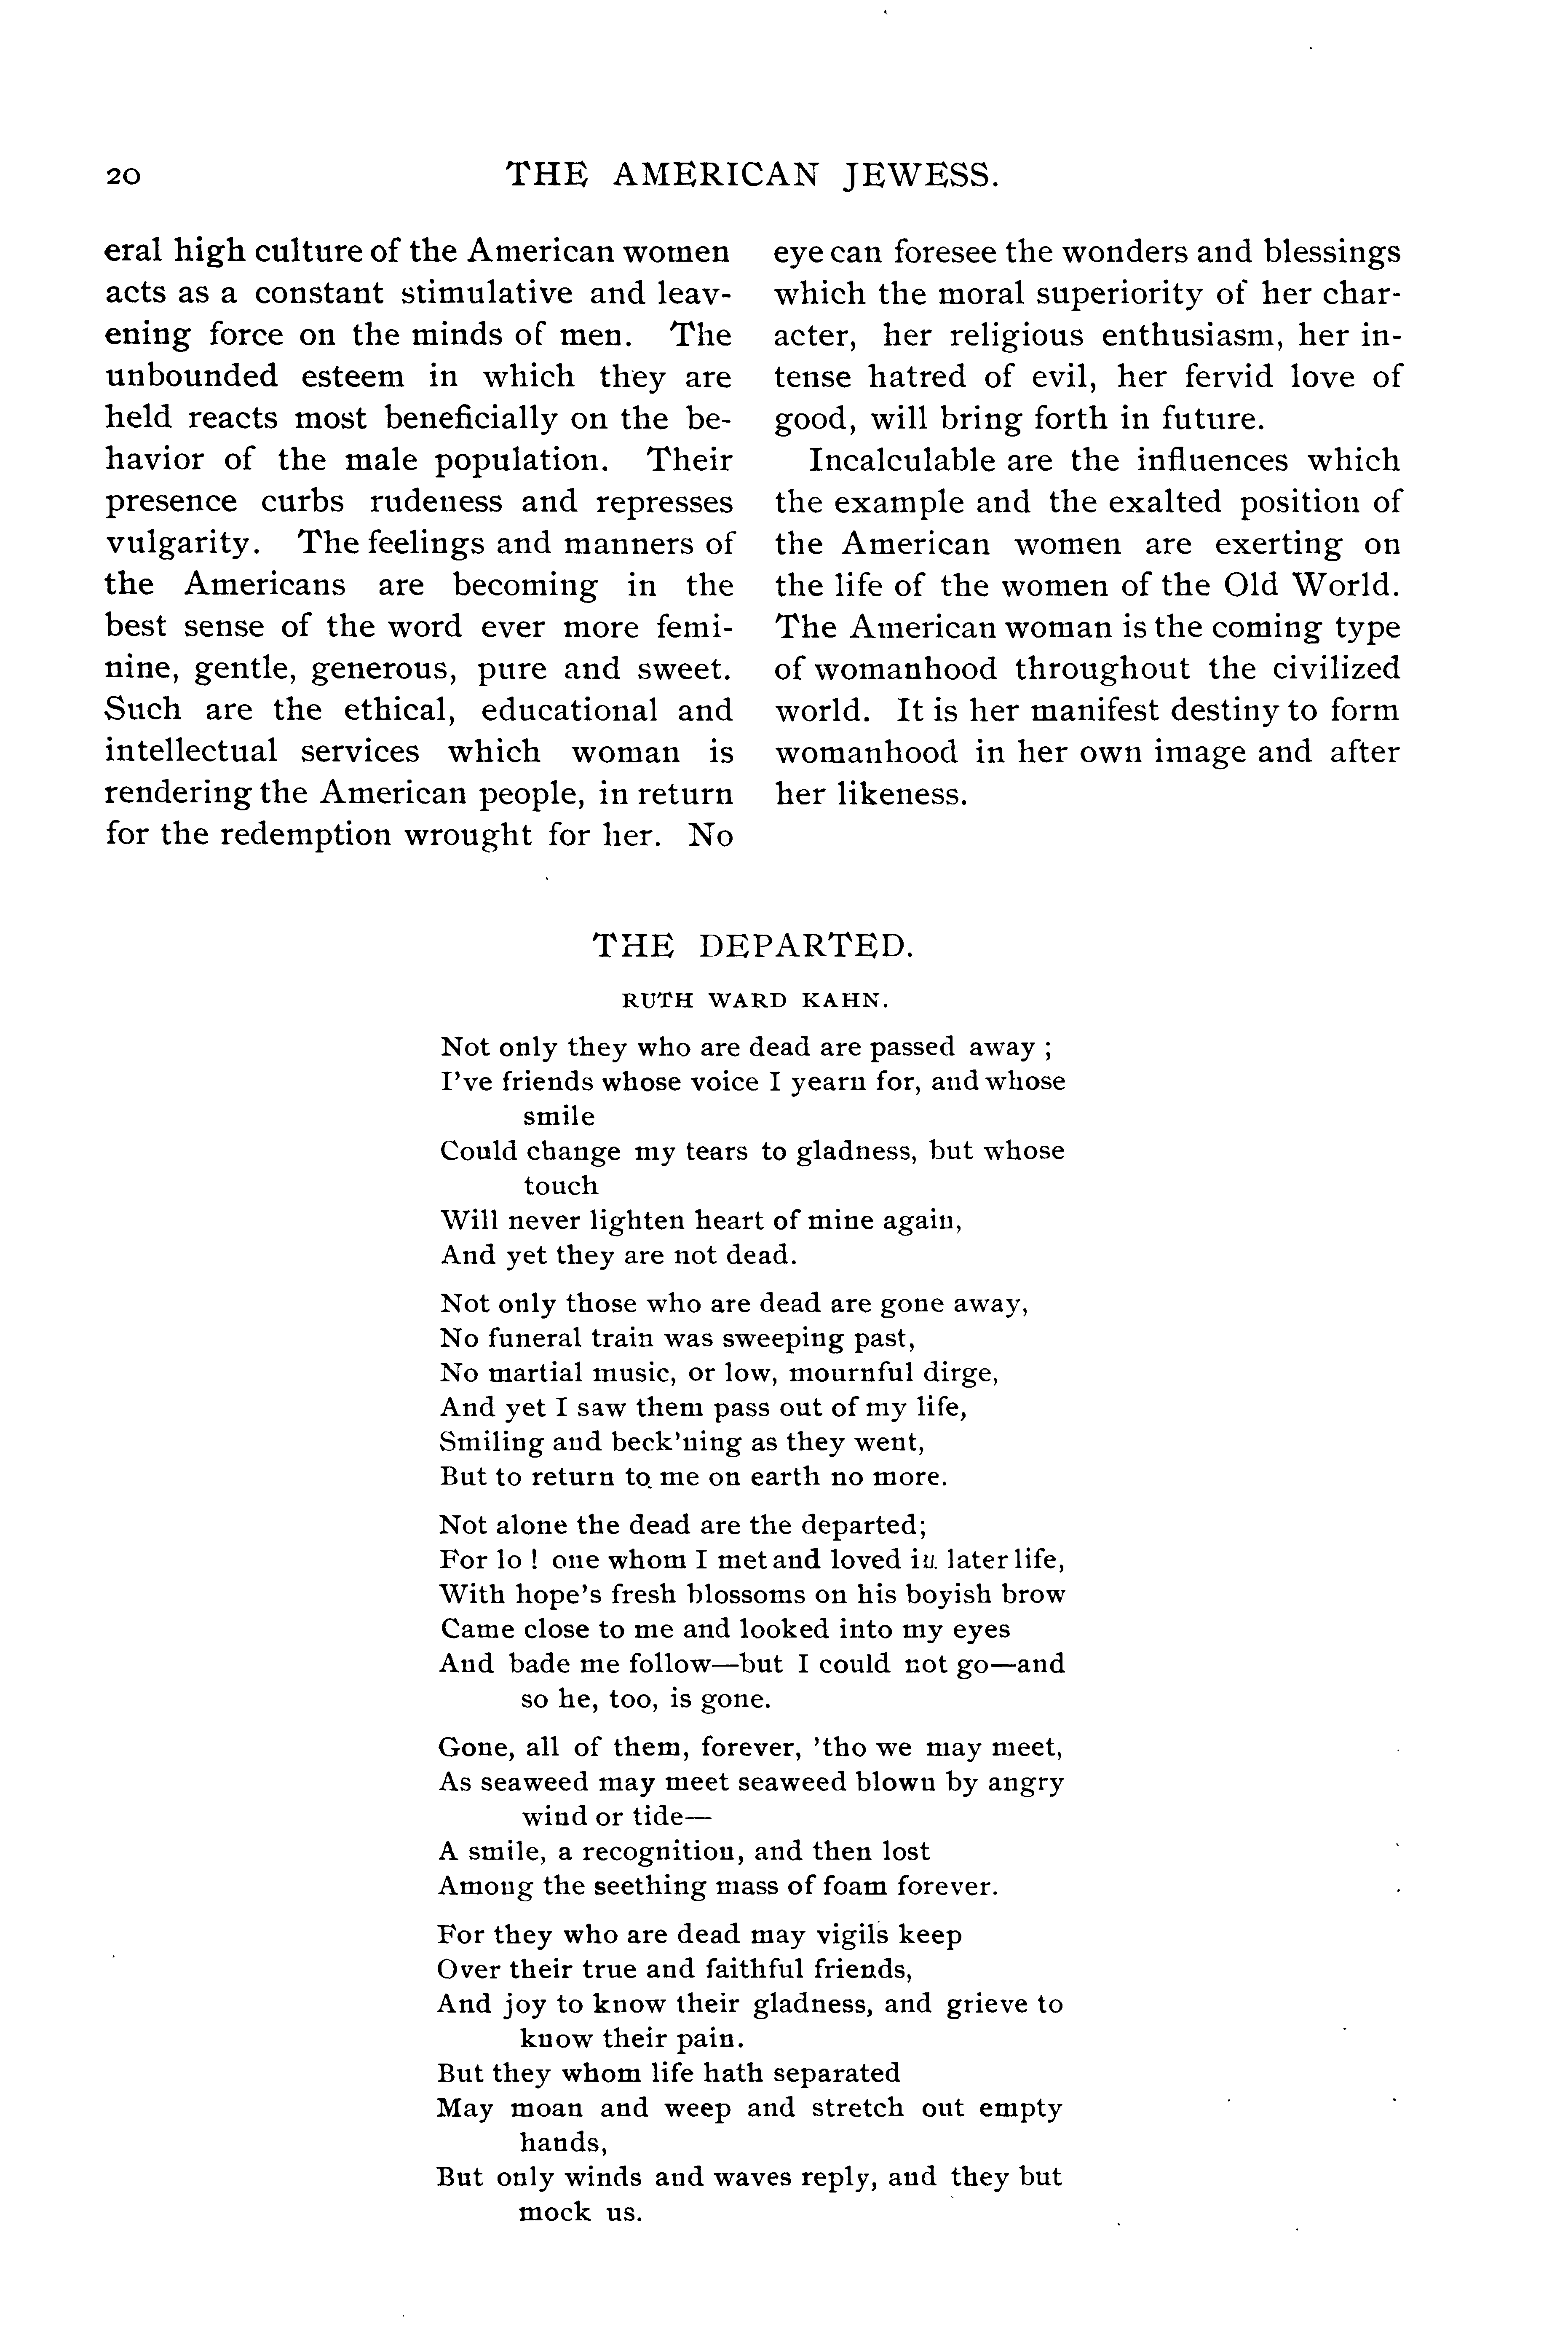 20
THE AMERICAN JEWESS.
eral high culture of the American women
acts as a constant stimulative and leav-
ening force on the minds of men. The
unbounded esteem in which they are
held reacts most beneficially on the be-
havior of the male population. Their
presence curbs rudeness and represses
vulgarity. The feelings and manners of
the Americans are becoming in the
best sense of the word ever more femi-
nine, gentle, generous, pure and sweet.
Such are the ethical, educational and
intellectual services which woman is
rendering the American people, in return
for the redemption wrought for her. No
eye can foresee the wonders and blessings
which the moral superiority of her char-
acter, her religious enthusiasm, her in-
tense hatred of evil, her fervid love of
good, will bring forth in future.
Incalculable are the influences which
the example and the exalted position of
the American women are exerting on
the life of the women of the Old World.
The American woman is the coming type
of womanhood throughout the civilized
world. It is her manifest destiny to form
womanhood in her own image and after
her likeness.
THE DEPARTED.
RUTH WARD KAHN.
Not only they who are dead are passed away ;
I've friends whose voice I yearn for, and whose
smile
Could change my tears to gladness, but whose
touch
Will never lighten heart of mine again,
And yet they are not dead.
Not only those who are dead are gone away,
No funeral train was sweeping past,
No martial music, or low, mournful dirge,
And yet I saw them pass out of my life,
Smiling and beck'ning as they went,
But to return to me on earth no more.
Not alone the dead are the departed;
For lo ! one whom I met and loved in later life,
With hope's fresh blossoms on his boyish brow
Came close to me and looked into my eyes
And bade me follow—but I could not go—and
so he, too, is gone.
Gone, all of them, forever, 'tho we may meet,
As seaweed may meet seaweed blown by angry
wind or tide—
A smile, a recognition, and then lost
Among the seething mass of foam forever.
For they who are dead may vigils keep
Over their true and faithful friends,
And joy to know their gladness, and grieve to
know their pain.
But they whom life hath separated
May moan and weep and stretch out empty
hands,
But only winds and waves reply, and they but
mock us.